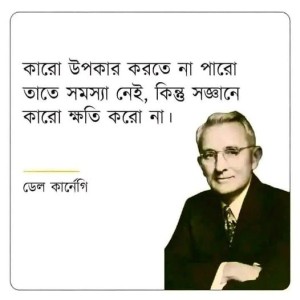 কারো উপকার করতে না পারো
তাতে সমস্যা নেই, কিন্তু সজ্ঞানে
কারো ক্ষতি করো না।
ডেল কার্নেগি